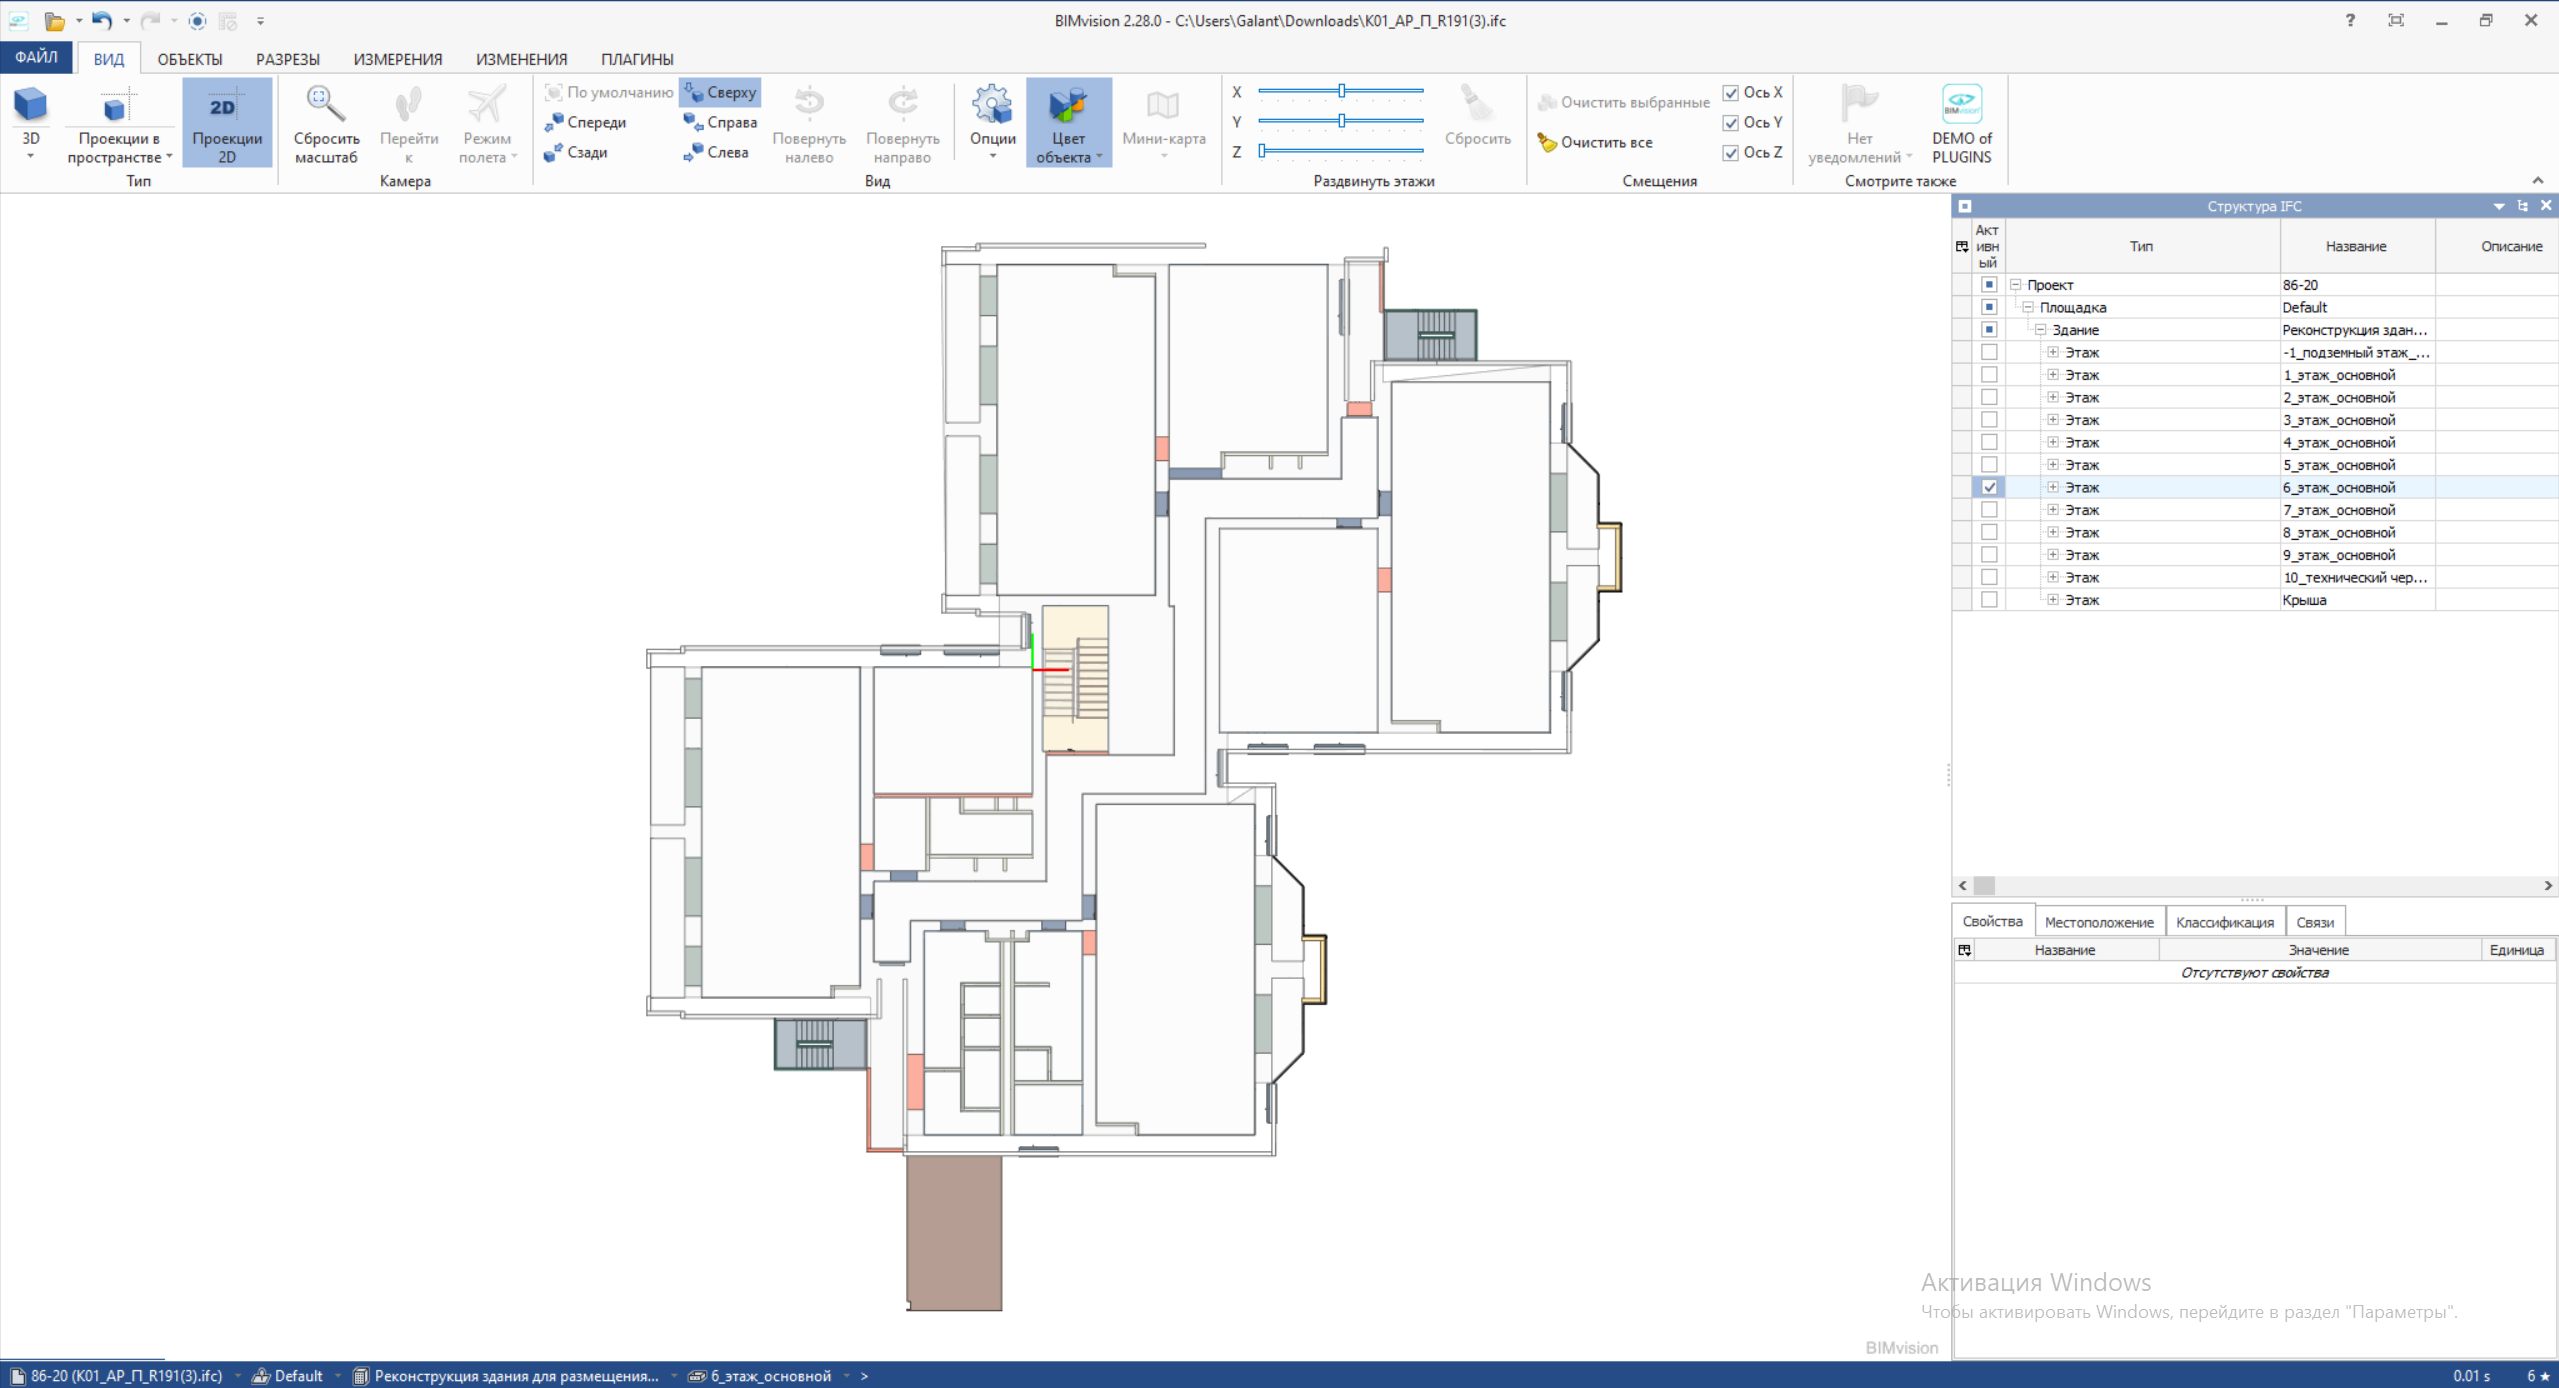 BIMvision 2.28.0 - C:\Users\Galant\Downloads\K01_АР_П_R191(3).ifc
ФАЙЛ ВИД ОБЪЕКТЫ РАЗРЕЗЫ ИЗМЕРЕНИЯ ИЗМЕНЕНИЯ ПЛАГИНЫ
3D
Проекции в пространстве
2D
Проекции 2D
Тип
Сбросить масштаб
Перейти к
Режим полета
Камера
По умолчанию
Спереди
Сзади
Сверху
Справа
Слева
Повернуть налево
Повернуть направо
Опции
Цвет объекта
Мини-карта
Вид
X
Y
Z
Сбросить
Раздвинуть этажи
Очистить выбранные
Очистить все
Ось X
Ось Y
Ось Z
Смещения
Нет уведомлений
BIMvision
DEMO of PLUGINS
Смотрите также
Структура IFC
Активный Тип Название Описание
Проект 86-20
Площадка Default
Здание Реконструкция здан...
Этаж -1_подземный этаж_...
Этаж 1_этаж_основной
Этаж 2_этаж_основной
Этаж 3_этаж_основной
Этаж 4_этаж_основной
Этаж 5_этаж_основной
Этаж 6_этаж_основной
Этаж 7_этаж_основной
Этаж 8_этаж_основной
Этаж 9_этаж_основной
Этаж 10_технический чер...
Этаж Крыша
Свойства Местоположение Классификация Связи
Название Значение Единица
Отсутствуют свойства
Активация Windows
Чтобы активировать Windows, перейдите в раздел "Параметры".
BIMvision
86-20 (K01_АР_П_R191(3).ifc) Default Реконструкция здания для размещения... 6_этаж_основной >
0.01 s 6